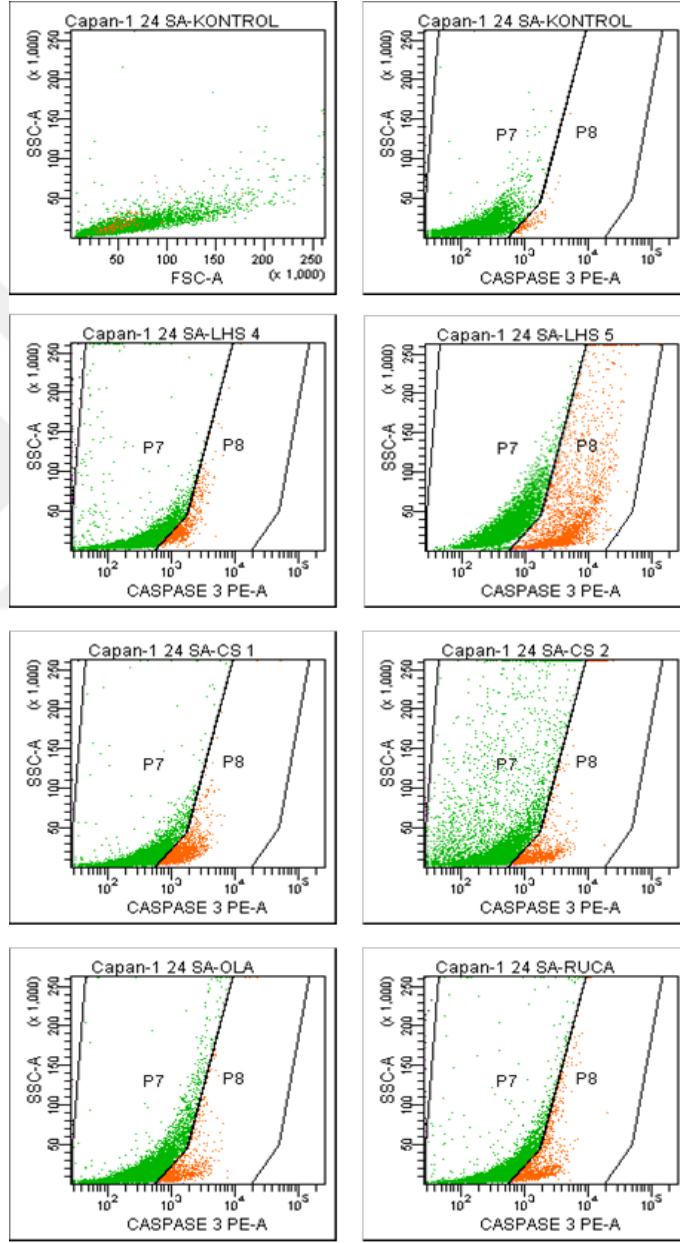 Capan-1 24 SA-KONTROL
(x 1,000)
SSC-A
250
200
150
100
50
50 100 150 200 250
FSC-A (x 1,000)
Capan-1 24 SA-KONTROL
(x 1,000)
SSC-A
250
200
150
100
50
P7 P8
10² 10³ 10⁴ 10⁵
CASPASE 3 PE-A
Capan-1 24 SA-LHS 4
(x 1,000)
SSC-A
250
200
150
100
50
P7 P8
10² 10³ 10⁴ 10⁵
CASPASE 3 PE-A
Capan-1 24 SA-LHS 5
(x 1,000)
SSC-A
250
200
150
100
50
P7 P8
10² 10³ 10⁴ 10⁵
CASPASE 3 PE-A
Capan-1 24 SA-CS 1
(x 1,000)
SSC-A
250
200
150
100
50
P7 P8
10² 10³ 10⁴ 10⁵
CASPASE 3 PE-A
Capan-1 24 SA-CS 2
(x 1,000)
SSC-A
250
200
150
100
50
P7 P8
10² 10³ 10⁴ 10⁵
CASPASE 3 PE-A
Capan-1 24 SA-OLA
(x 1,000)
SSC-A
250
200
150
100
50
P7 P8
10² 10³ 10⁴ 10⁵
CASPASE 3 PE-A
Capan-1 24 SA-RUCA
(x 1,000)
SSC-A
250
200
150
100
50
P7 P8
10² 10³ 10⁴ 10⁵
CASPASE 3 PE-A